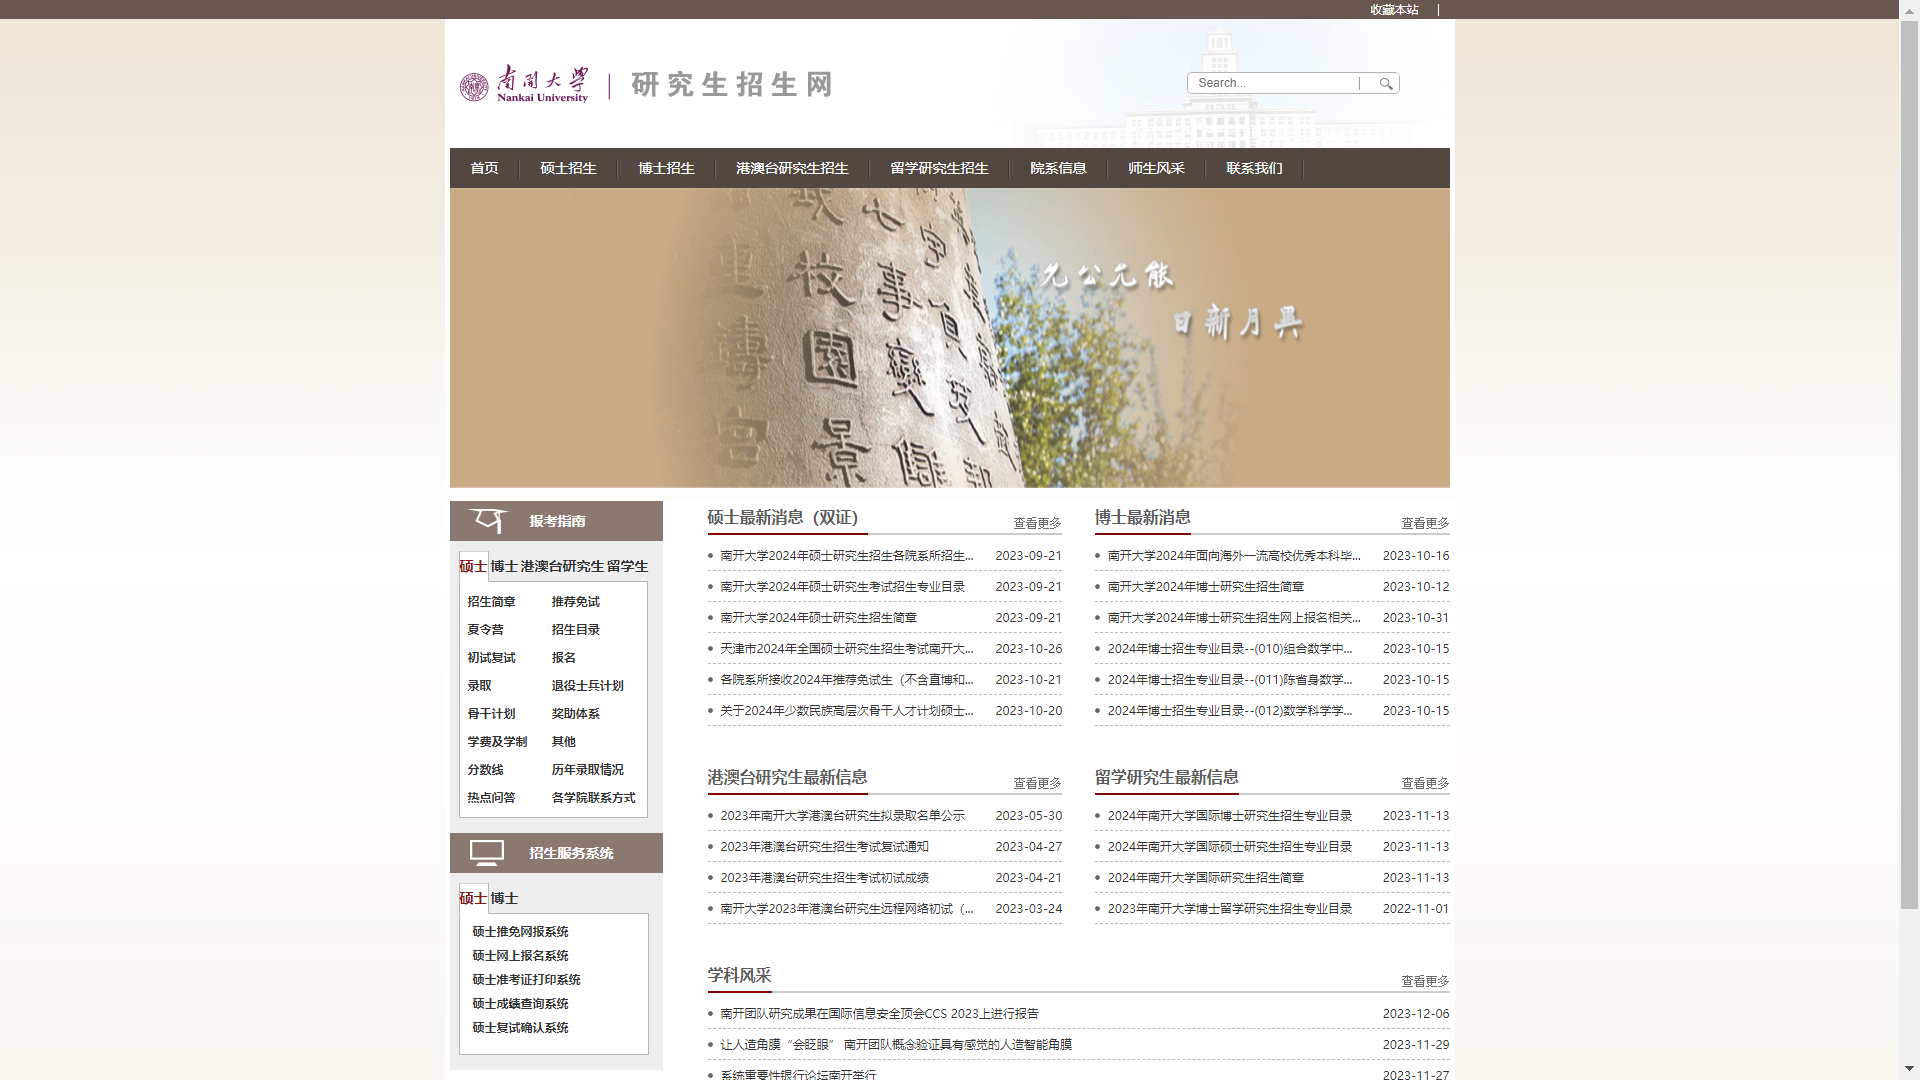 收藏本站 |
南開大學
Nankai University
研究生招生网
Search...
首页 硕士招生 博士招生 港澳台研究生招生 留学研究生招生 院系信息 师生风采 联系我们
允公允能
日新月異
报考指南
硕士 博士 港澳台研究生 留学生
招生简章 推荐免试
夏令营 招生目录
初试复试 报名
录取 退役士兵计划
骨干计划 奖助体系
学费及学制 其他
分数线 历年录取情况
热点问答 各学院联系方式
招生服务系统
硕士 博士
硕士推免网报系统
硕士网上报名系统
硕士准考证打印系统
硕士成绩查询系统
硕士复试确认系统
硕士最新消息（双证） 查看更多
南开大学2024年硕士研究生招生各院系所招生... 2023-09-21
南开大学2024年硕士研究生考试招生专业目录 2023-09-21
南开大学2024年硕士研究生招生简章 2023-09-21
天津市2024年全国硕士研究生招生考试南开大... 2023-10-26
各院系所接收2024年推荐免试生（不含直博和... 2023-10-21
关于2024年少数民族高层次骨干人才计划硕士... 2023-10-20
博士最新消息 查看更多
南开大学2024年面向海外一流高校优秀本科毕... 2023-10-16
南开大学2024年博士研究生招生简章 2023-10-12
南开大学2024年博士研究生招生网上报名相关... 2023-10-31
2024年博士招生专业目录--(010)组合数学中... 2023-10-15
2024年博士招生专业目录--(011)陈省身数学... 2023-10-15
2024年博士招生专业目录--(012)数学科学学... 2023-10-15
港澳台研究生最新信息 查看更多
2023年南开大学港澳台研究生拟录取名单公示 2023-05-30
2023年港澳台研究生招生考试复试通知 2023-04-27
2023年港澳台研究生招生考试初试成绩 2023-04-21
南开大学2023年港澳台研究生远程网络初试（... 2023-03-24
留学研究生最新信息 查看更多
2024年南开大学国际博士研究生招生专业目录 2023-11-13
2024年南开大学国际硕士研究生招生专业目录 2023-11-13
2024年南开大学国际研究生招生简章 2023-11-13
2023年南开大学博士留学研究生招生专业目录 2022-11-01
学科风采 查看更多
南开团队研究成果在国际信息安全顶会CCS 2023上进行报告 2023-12-06
让人造角膜“会眨眼” 南开团队概念验证具有感觉的人造智能角膜 2023-11-29
系统重要性银行论坛南开举行 2023-11-27